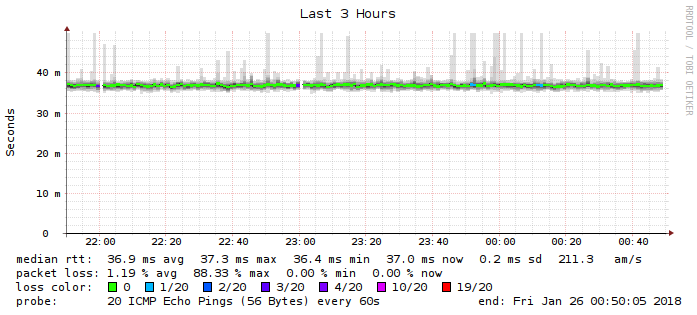 Last 3 Hours
RRDTOOL / TOBI OETIKER
Seconds
40 m
30 m
20 m
10 m
0
22:00 22:20 22:40 23:00 23:20 23:40 00:00 00:20 00:40
median rtt: 36.9 ms avg 37.3 ms max 36.4 ms min 37.0 ms now 0.2 ms sd 211.3 am/s
packet loss: 1.19 % avg 88.33 % max 0.00 % min 0.00 % now
loss color: 0 1/20 2/20 3/20 4/20 10/20 19/20
probe: 20 ICMP Echo Pings (56 Bytes) every 60s end: Fri Jan 26 00:50:05 2018